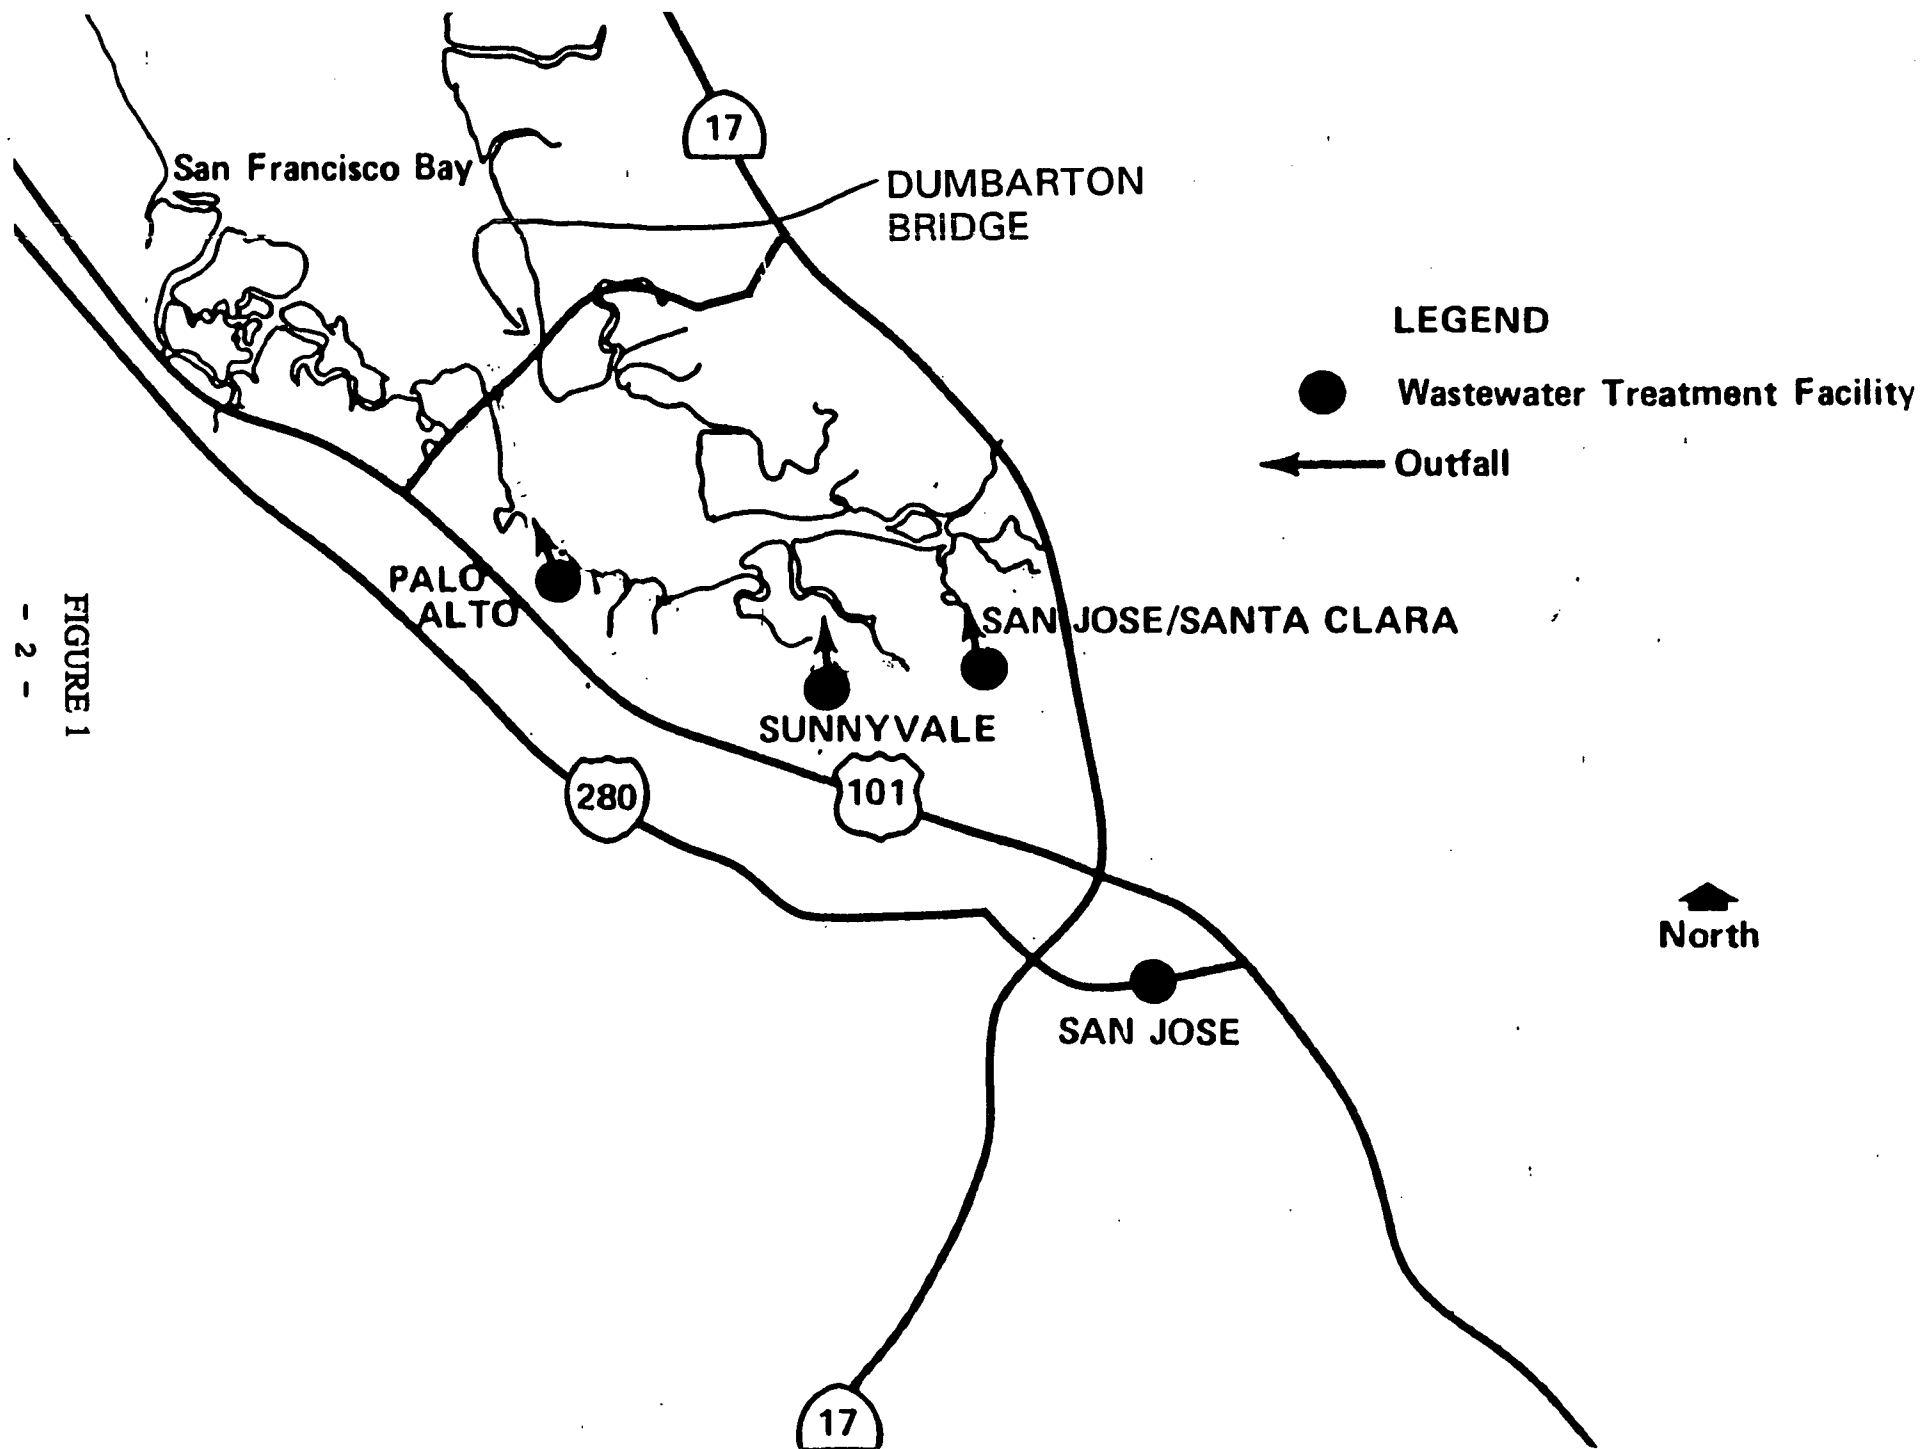 17
San Francisco Bay
DUMBARTON
BRIDGE
LEGEND
Wastewater Treatment Facility
Outfall
PALO
ALTO
SAN JOSE/SANTA CLARA
SUNNYVALE
280
101
North
SAN JOSE
17
FIGURE 1
- 2 -